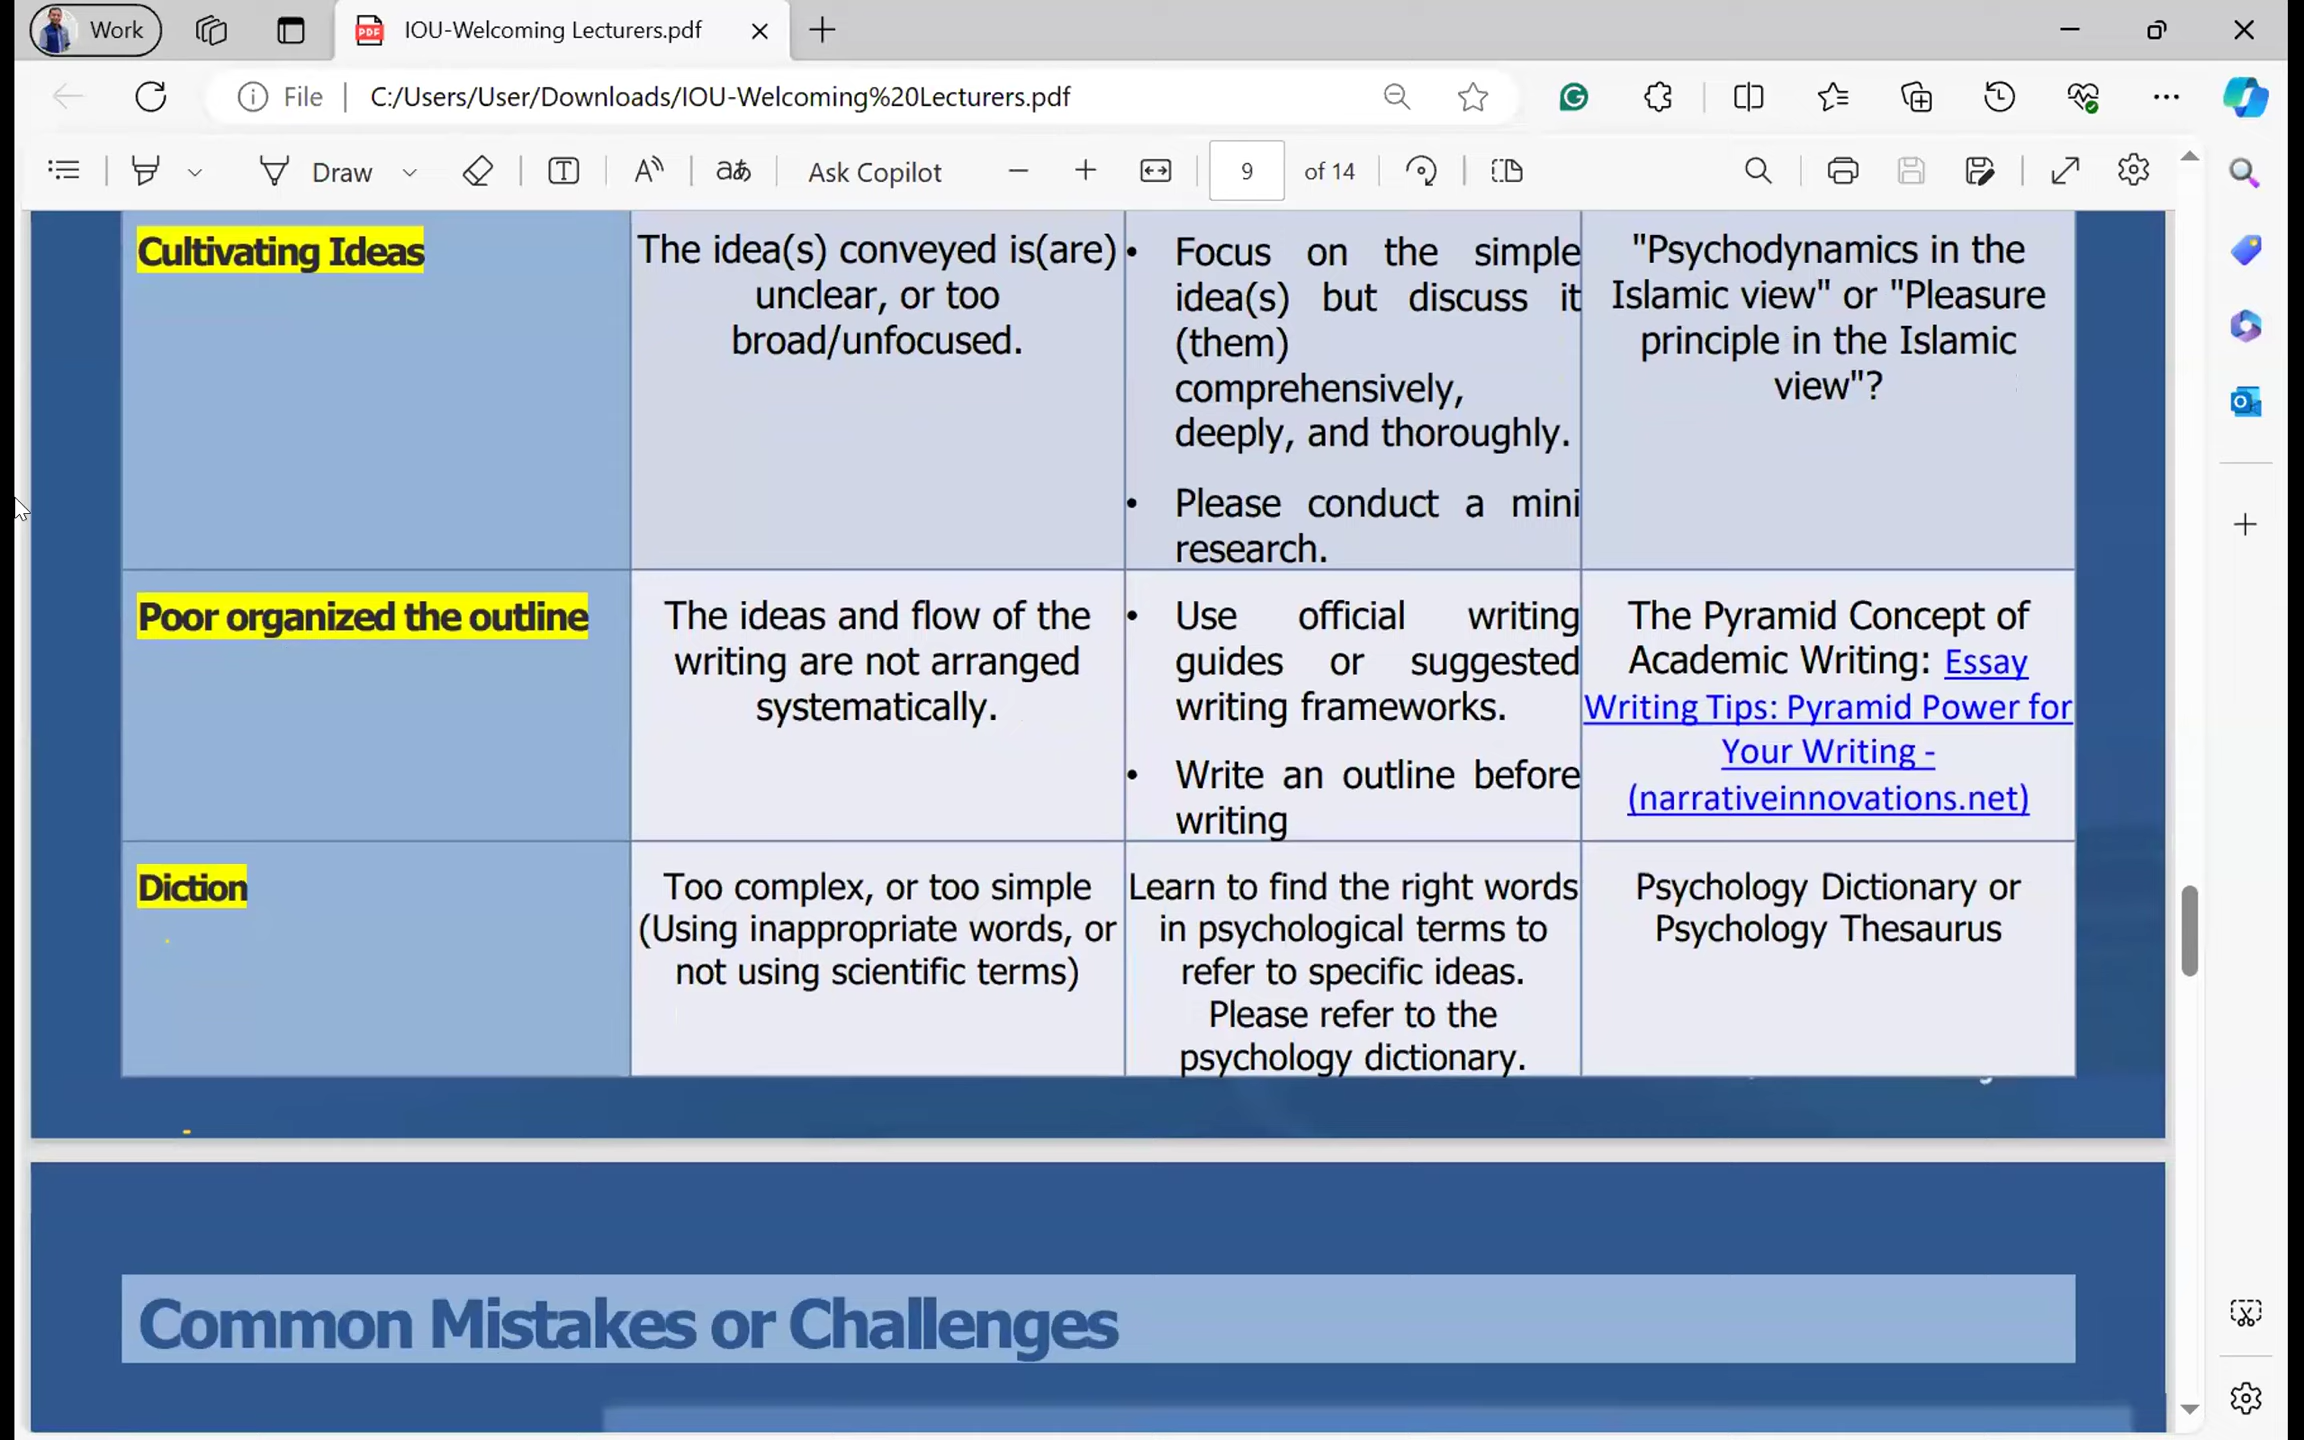 Work
IOU-Welcoming Lecturers.pdf
File
C:/Users/User/Downloads/IOU-Welcoming%20Lecturers.pdf
Draw
Ask Copilot
9
of 14
Cultivating Ideas
The idea(s) conveyed is(are)
unclear, or too
broad/unfocused.
• Focus on the simple
idea(s) but discuss it
(them)
comprehensively,
deeply, and thoroughly.
• Please conduct a mini
research.
"Psychodynamics in the
Islamic view" or "Pleasure
principle in the Islamic
view"?
Poor organized the outline
The ideas and flow of the
writing are not arranged
systematically.
• Use official writing
guides or suggested
writing frameworks.
• Write an outline before
writing
The Pyramid Concept of
Academic Writing: Essay
Writing Tips: Pyramid Power for
Your Writing -
(narrativeinnovations.net)
Diction
Too complex, or too simple
(Using inappropriate words, or
not using scientific terms)
Learn to find the right words
in psychological terms to
refer to specific ideas.
Please refer to the
psychology dictionary.
Psychology Dictionary or
Psychology Thesaurus
Common Mistakes or Challenges